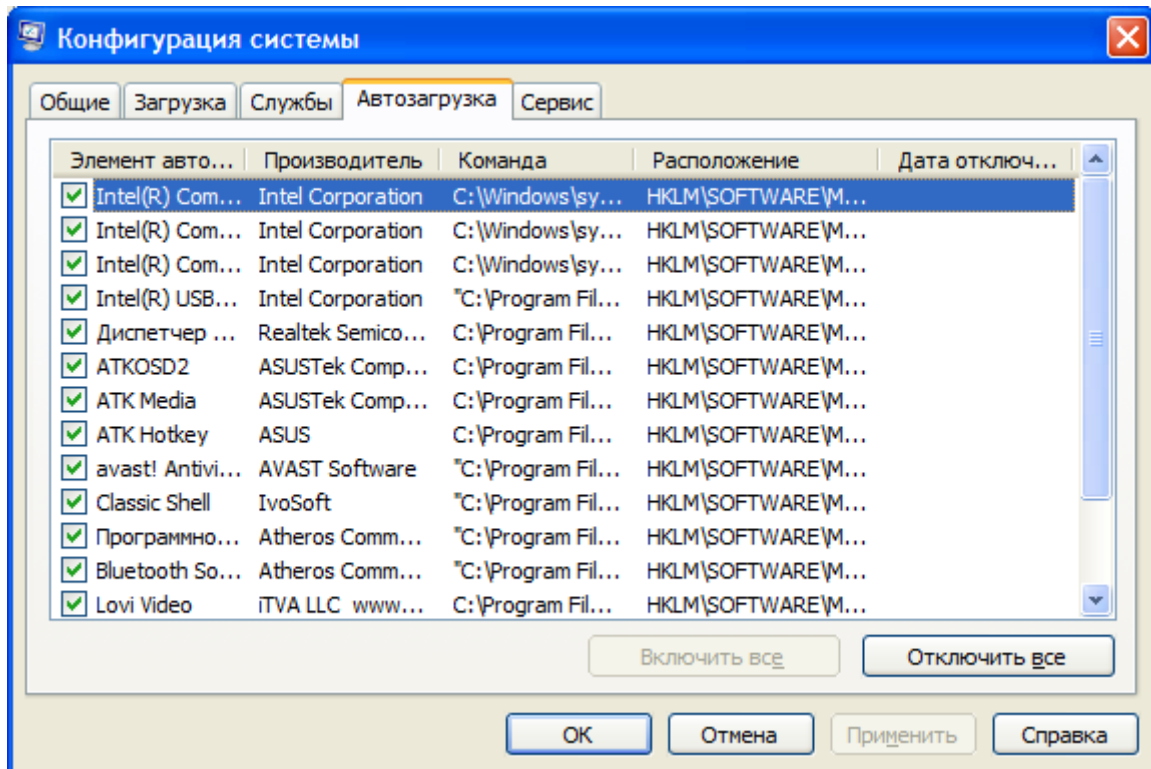 Конфигурация системы
Общие Загрузка Службы Автозагрузка Сервис
Элемент авто... Производитель Команда Расположение Дата отключ...
Intel(R) Com... Intel Corporation C:\Windows\sy... HKLM\SOFTWARE\M...
Intel(R) Com... Intel Corporation C:\Windows\sy... HKLM\SOFTWARE\M...
Intel(R) Com... Intel Corporation C:\Windows\sy... HKLM\SOFTWARE\M...
Intel(R) USB... Intel Corporation "C:\Program Fil... HKLM\SOFTWARE\M...
Диспетчер ... Realtek Semico... C:\Program Fil... HKLM\SOFTWARE\M...
ATKOSD2 ASUSTek Comp... C:\Program Fil... HKLM\SOFTWARE\M...
ATK Media ASUSTek Comp... C:\Program Fil... HKLM\SOFTWARE\M...
ATK Hotkey ASUS C:\Program Fil... HKLM\SOFTWARE\M...
avast! Antivi... AVAST Software "C:\Program Fil... HKLM\SOFTWARE\M...
Classic Shell IvoSoft "C:\Program Fil... HKLM\SOFTWARE\M...
Программно... Atheros Comm... "C:\Program Fil... HKLM\SOFTWARE\M...
Bluetooth So... Atheros Comm... "C:\Program Fil... HKLM\SOFTWARE\M...
Lovi Video iTVA LLC www... C:\Program Fil... HKLM\SOFTWARE\M...
Включить все Отключить все
ОК Отмена Применить Справка